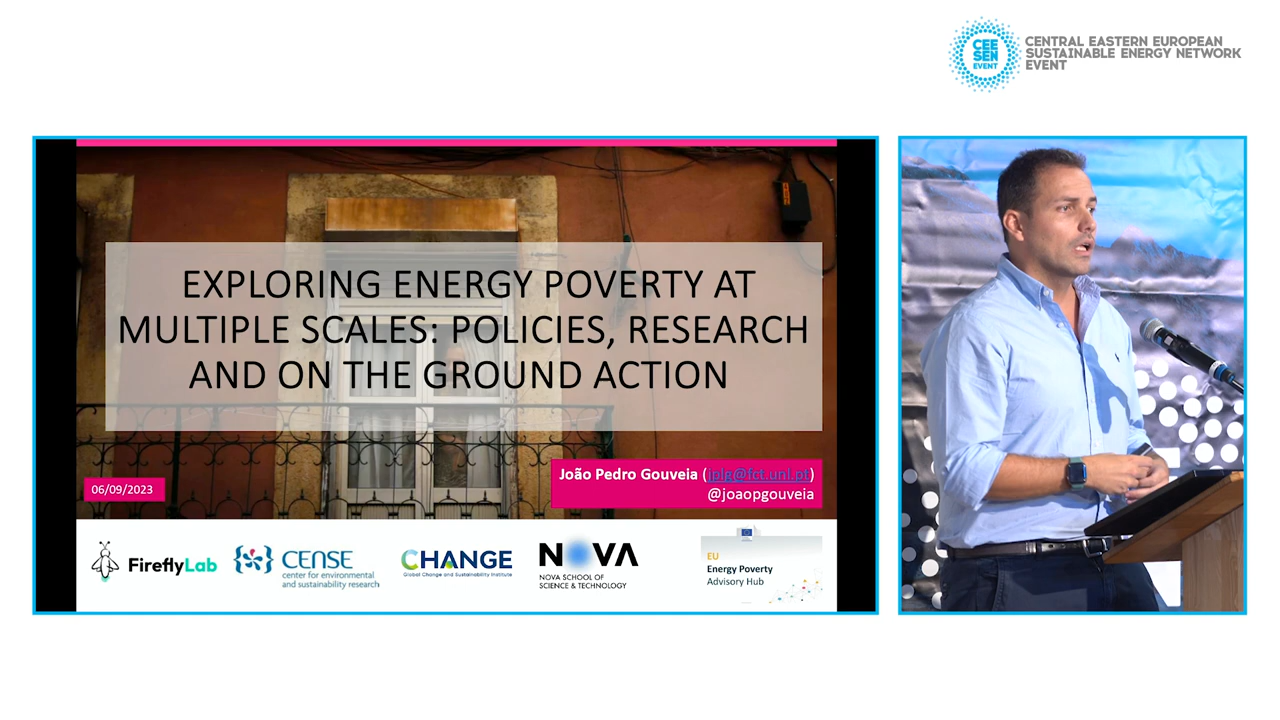 CEE
SEN
EVENT
CENTRAL EASTERN EUROPEAN
SUSTAINABLE ENERGY NETWORK
EVENT
EXPLORING ENERGY POVERTY AT
MULTIPLE SCALES: POLICIES, RESEARCH
AND ON THE GROUND ACTION
João Pedro Gouveia (jplg@fct.unl.pt)
@joaopgouveia
06/09/2023
FireflyLab
CENSE
center for environmental
and sustainability research
CHANGE
Global Change and Sustainability Institute
NOVA
NOVA SCHOOL OF
SCIENCE & TECHNOLOGY
EU
Energy Poverty
Advisory Hub